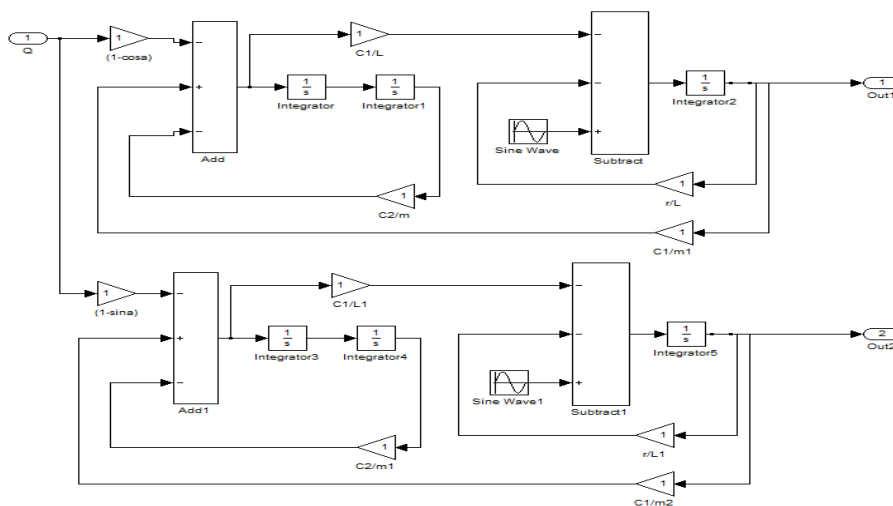 1
Q
1
(1-cosa)
−
+
−
Add
1
C1/L
1
s
Integrator
1
s
Integrator1
1
C2/m
Sine Wave
−
−
+
Subtract
1
s
Integrator2
1
r/L
1
C1/m1
1
Out1
1
(1-sina)
−
+
−
Add1
1
C1/L1
1
s
Integrator3
1
s
Integrator4
1
C2/m1
Sine Wave1
−
−
+
Subtract1
1
s
Integrator5
1
r/L1
1
C1/m2
2
Out2